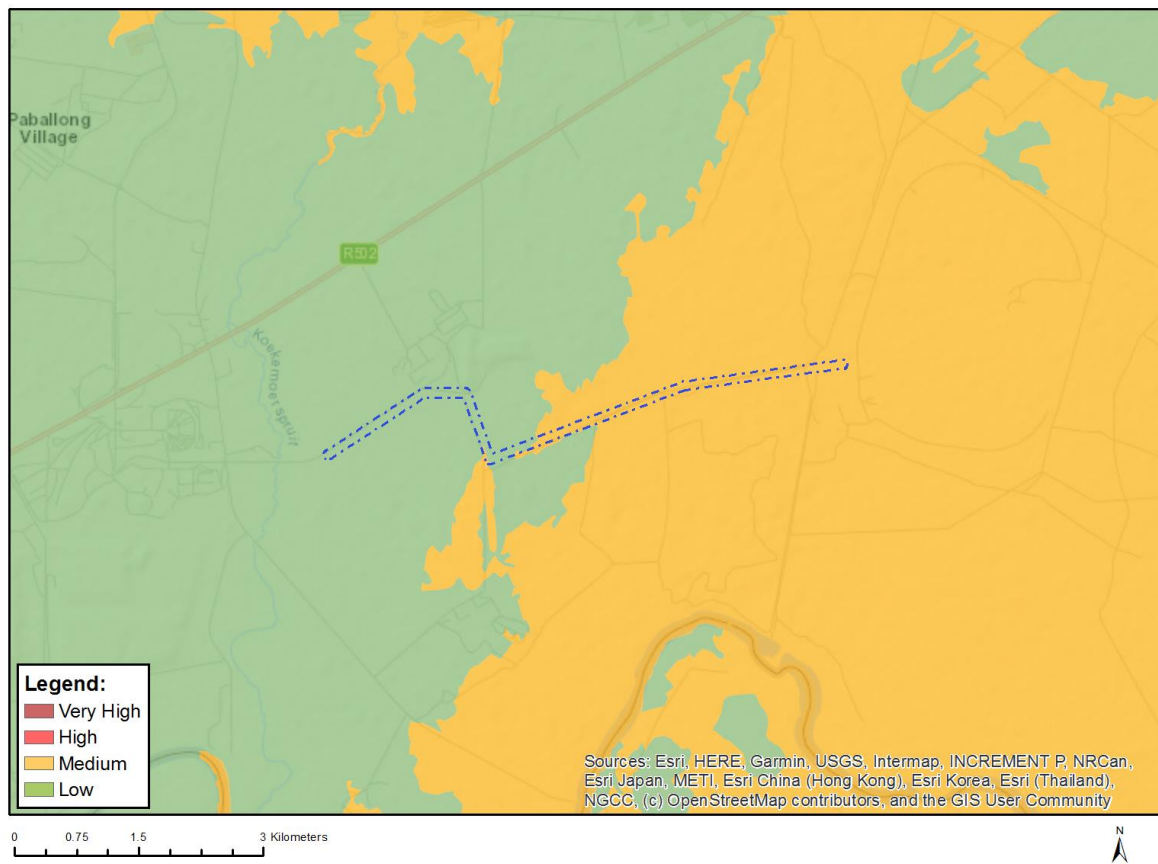 Paballong
Village
R502
Koekemoerspruit
Legend:
Very High
High
Medium
Low
Sources: Esri, HERE, Garmin, USGS, Intermap, INCREMENT P, NRCan,
Esri Japan, METI, Esri China (Hong Kong), Esri Korea, Esri (Thailand),
NGCC, (c) OpenStreetMap contributors, and the GIS User Community
0 0.75 1.5 3 Kilometers
N